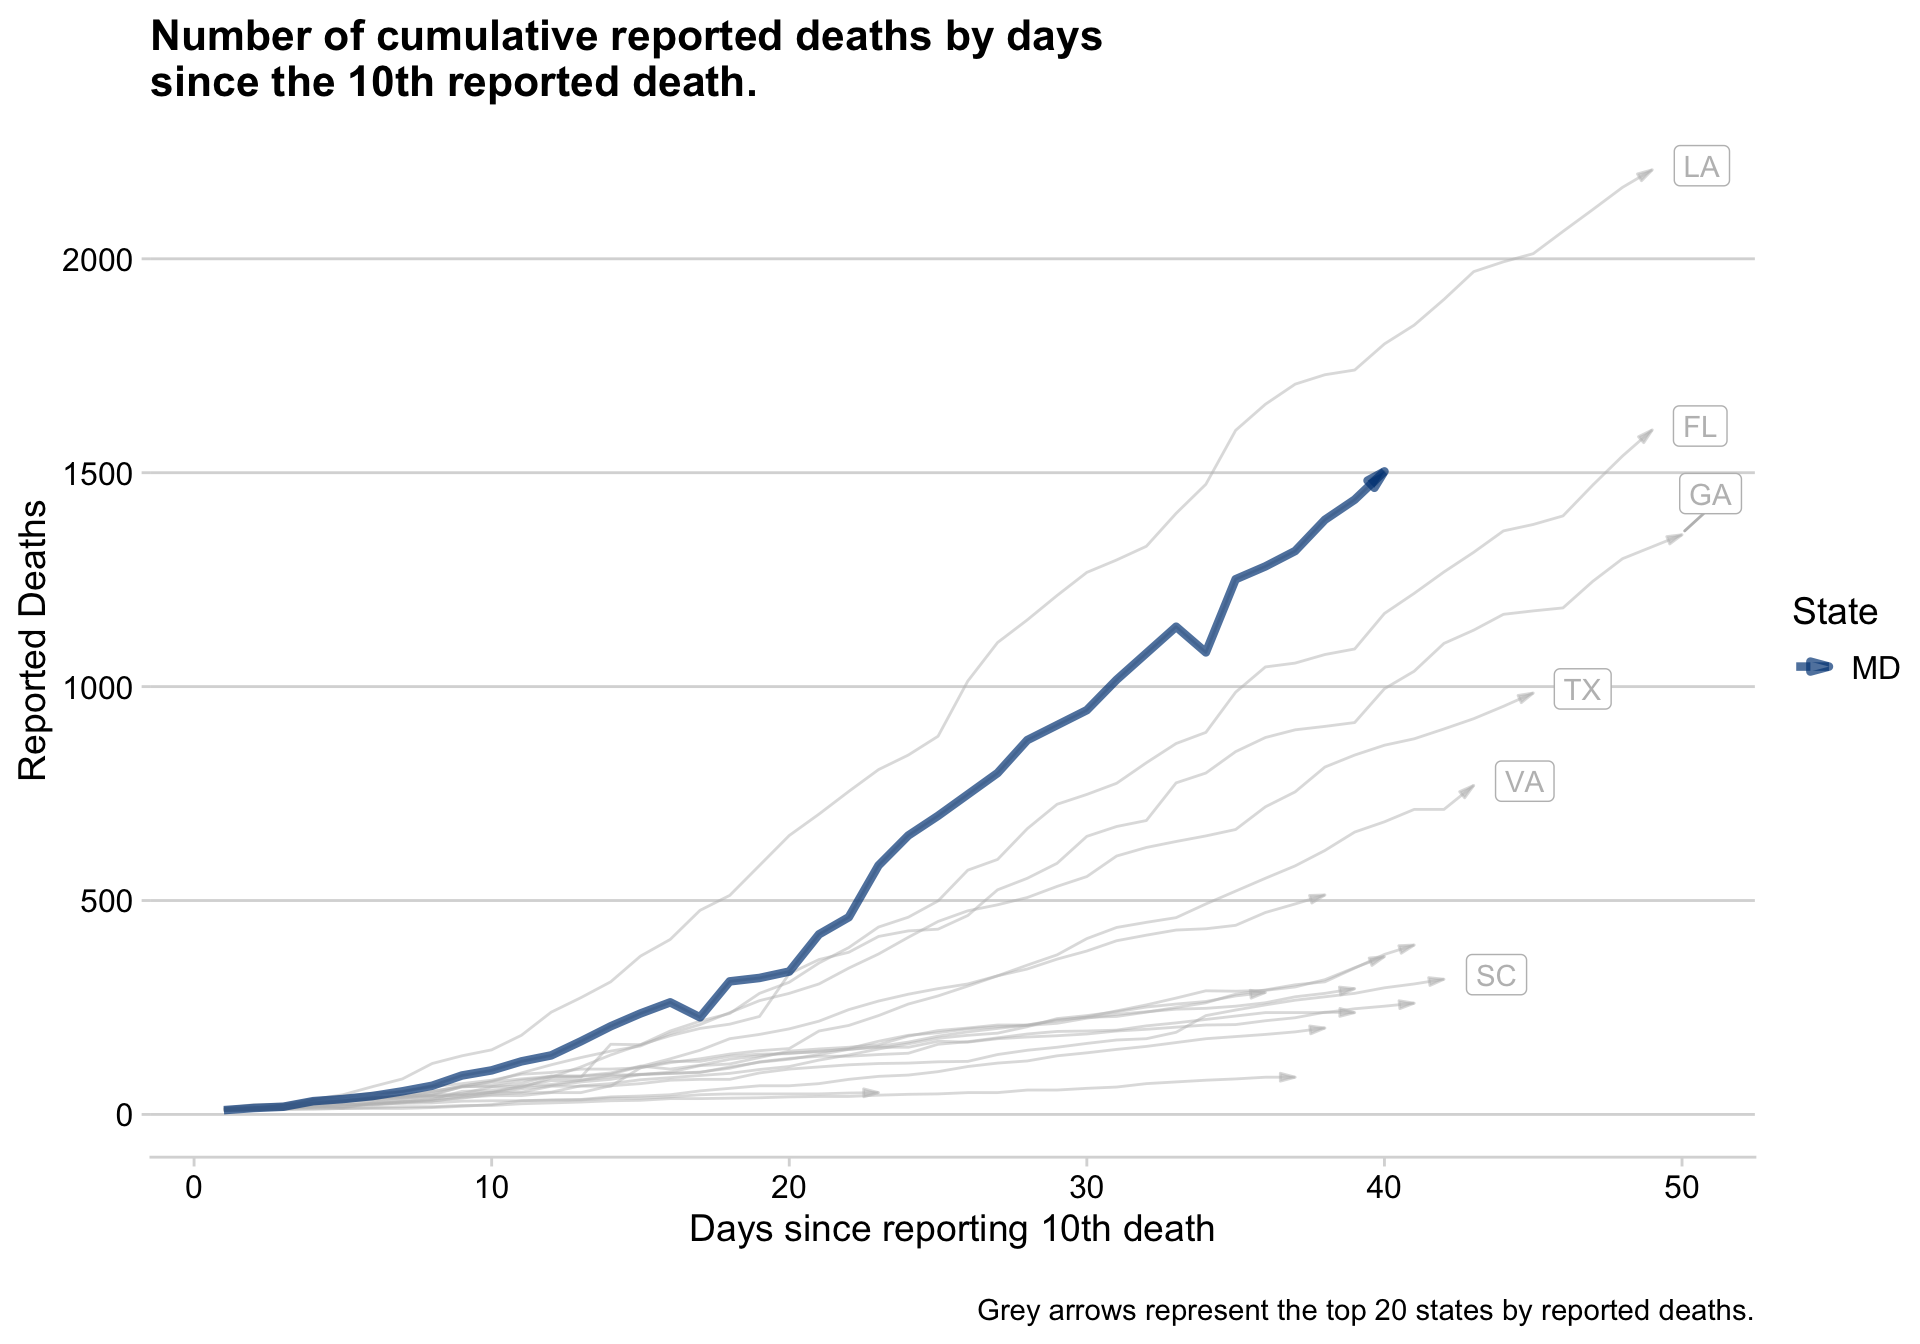 Number of cumulative reported deaths by days
since the 10th reported death.
LA
2000
FL
1500
GA
Reported Deaths
State
1000
TX
MD
VA
500
SC
0
0 10 20 30 40 50
Days since reporting 10th death
Grey arrows represent the top 20 states by reported deaths.